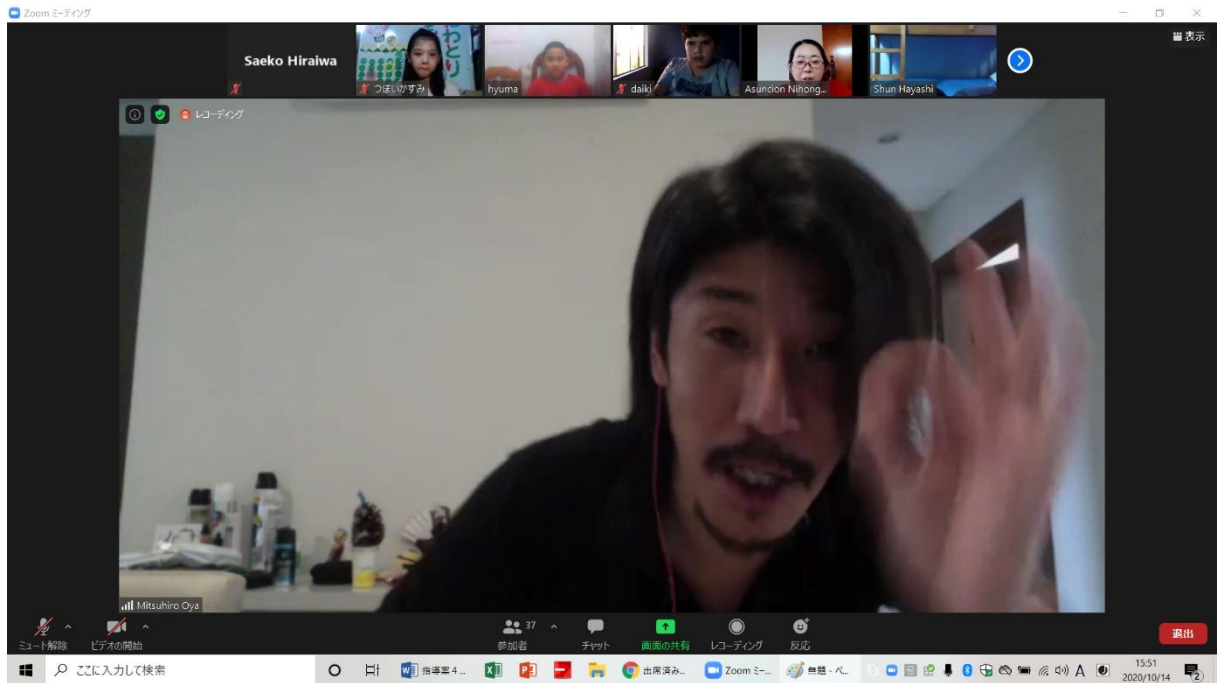 Zoom ミーティング
表示
Saeko Hiraiwa
つぼいかすみ
hyuma
daiki
Asuncion Nihong...
Shun Hayashi
レコーディング
Mitsuhiro Oya
ミュート解除
ビデオの開始
37
参加者
チャット
画面の共有
レコーディング
反応
退出
ここに入力して検索
指導案4...
出席済み...
Zoom ミー...
無題 - ペ...
A
15:51
2020/10/14
2